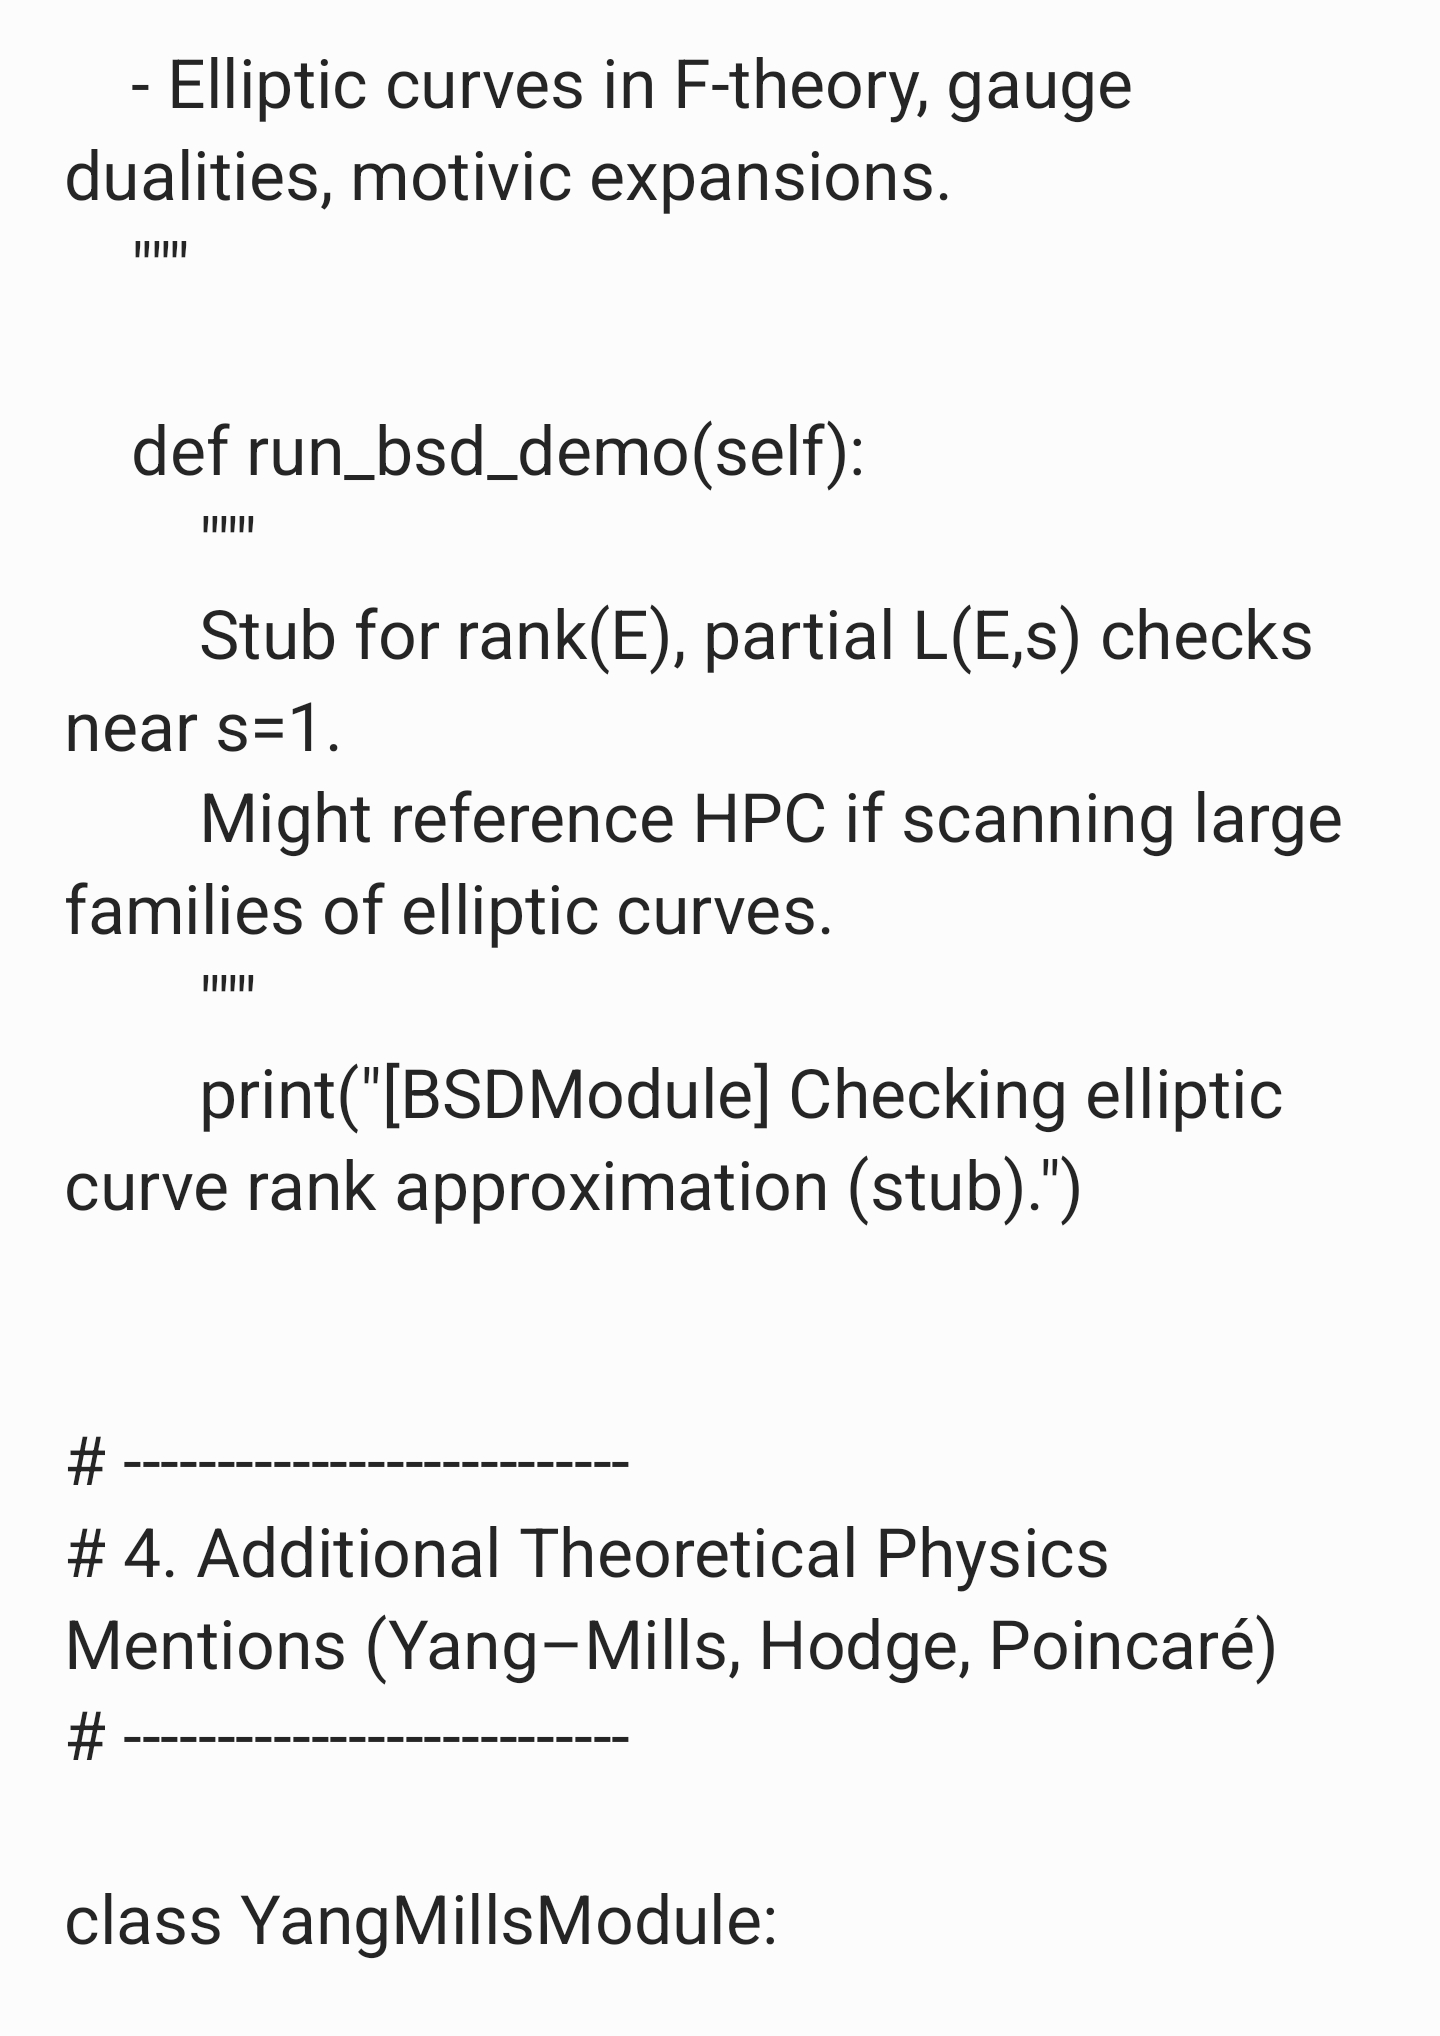 - Elliptic curves in F-theory, gauge
dualities, motivic expansions.
"""
def run_bsd_demo(self):
"""
Stub for rank(E), partial L(E,s) checks
near s=1.
Might reference HPC if scanning large
families of elliptic curves.
"""
print("[BSDModule] Checking elliptic
curve rank approximation (stub).")
# ---------------------------
# 4. Additional Theoretical Physics
Mentions (Yang–Mills, Hodge, Poincaré)
# ---------------------------
class YangMillsModule: